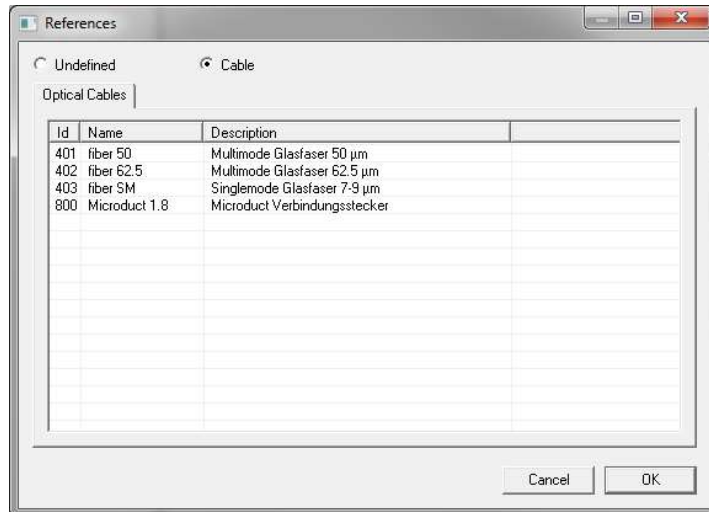 References
Undefined Cable
Optical Cables
Id Name Description
401 fiber 50 Multimode Glasfaser 50 µm
402 fiber 62.5 Multimode Glasfaser 62.5 µm
403 fiber SM Singlemode Glasfaser 7-9 µm
800 Microduct 1.8 Microduct Verbindungsstecker
Cancel OK